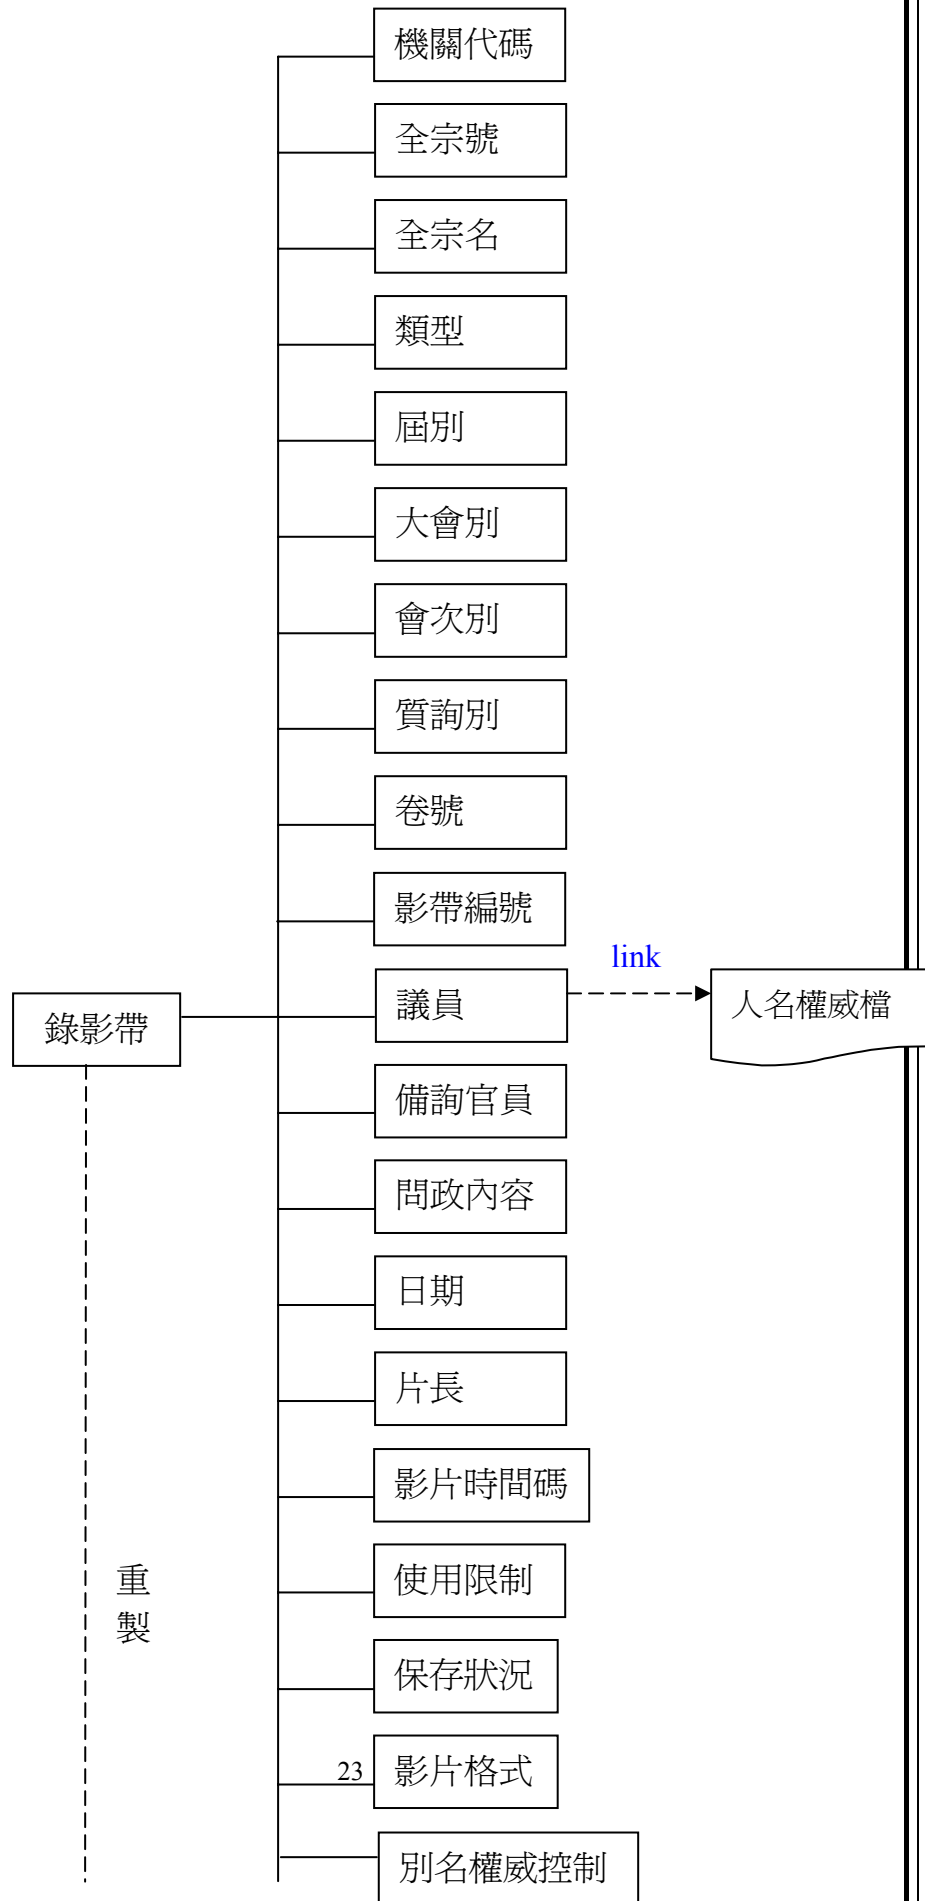 機關代碼
全宗號
全宗名
類型
屆別
大會別
會次別
質詢別
卷號
影帶編號
link
議員
人名權威檔
錄影帶
備詢官員
問政內容
日期
片長
影片時間碼
使用限制
重
製
保存狀況
23
影片格式
別名權威控制